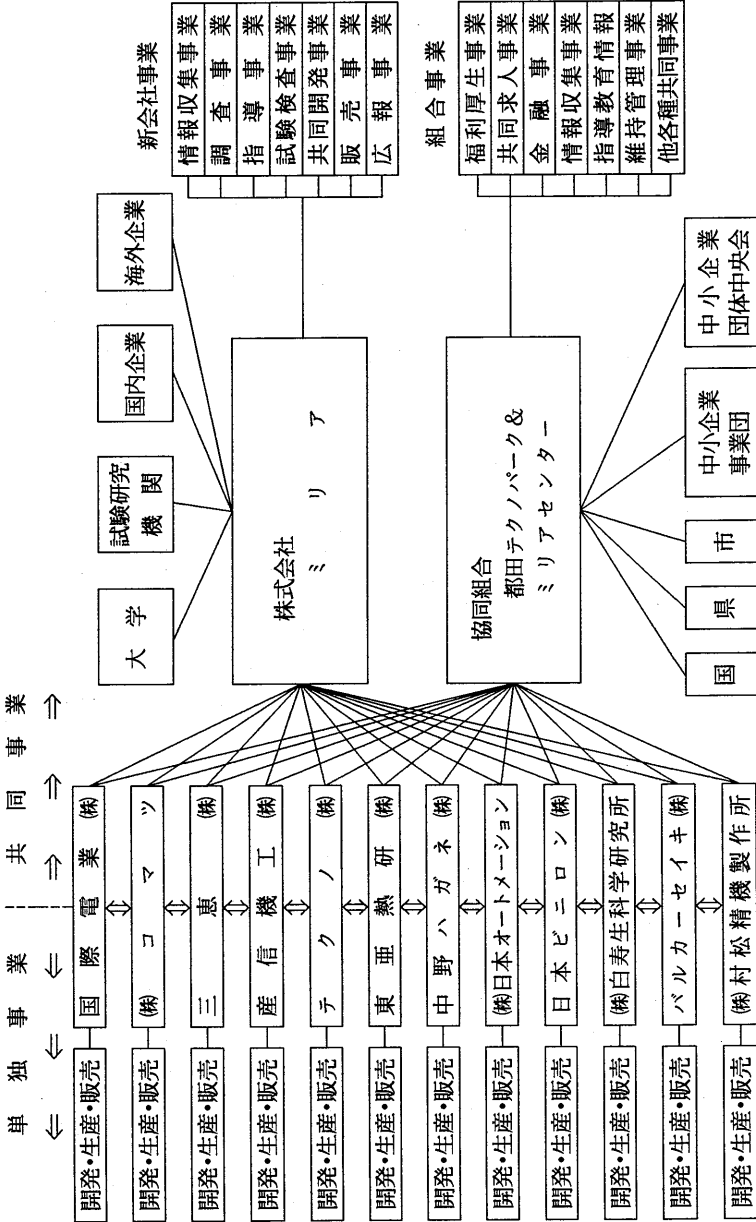 単独事業
共同事業
開発・生産・販売
国際電業㈱
開発・生産・販売
㈱コマツ
開発・生産・販売
三恵㈱
開発・生産・販売
産信機工㈱
開発・生産・販売
テクノ㈱
開発・生産・販売
東亜熱研㈱
開発・生産・販売
中野ハガネ㈱
開発・生産・販売
㈱日本オートメーション
開発・生産・販売
日本ビニロン㈱
開発・生産・販売
㈱白寿生科学研究所
開発・生産・販売
バルカーセイキ㈱
開発・生産・販売
㈱村松精機製作所
大学
試験研究
機関
国内企業
海外企業
株式会社
ミリア
新会社事業
情報収集事業
調査事業
指導事業
試験検査事業
共同開発事業
販売事業
広報事業
協同組合
都田テクノパーク&
ミリアセンター
組合事業
福利厚生事業
共同求人事業
金融事業
情報収集事業
指導教育情報
維持管理事業
他各種共同事業
国
県
市
中小企業
事業団
中小企業
団体中央会